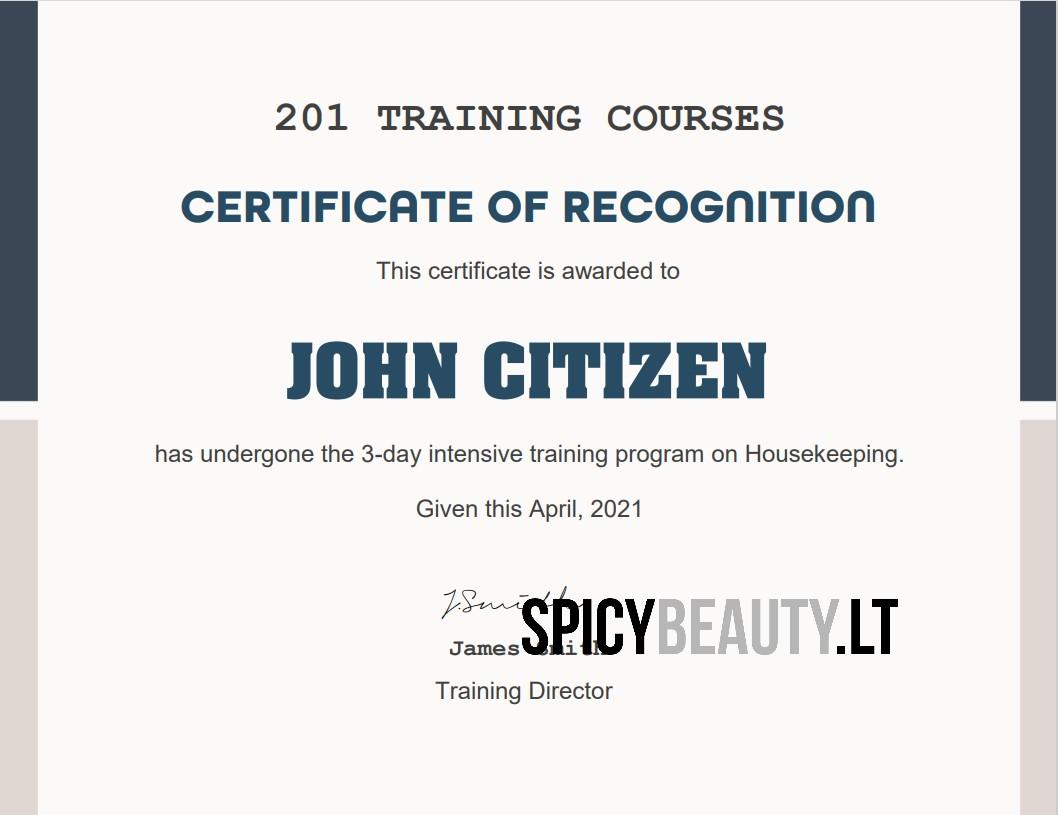 201 TRAINING COURSES
CERTIFICATE OF RECOGNITION
This certificate is awarded to
JOHN CITIZEN
has undergone the 3-day intensive training program on Housekeeping.
Given this April, 2021
J.Smith
SPICYBEAUTY.LT
James Smith
Training Director